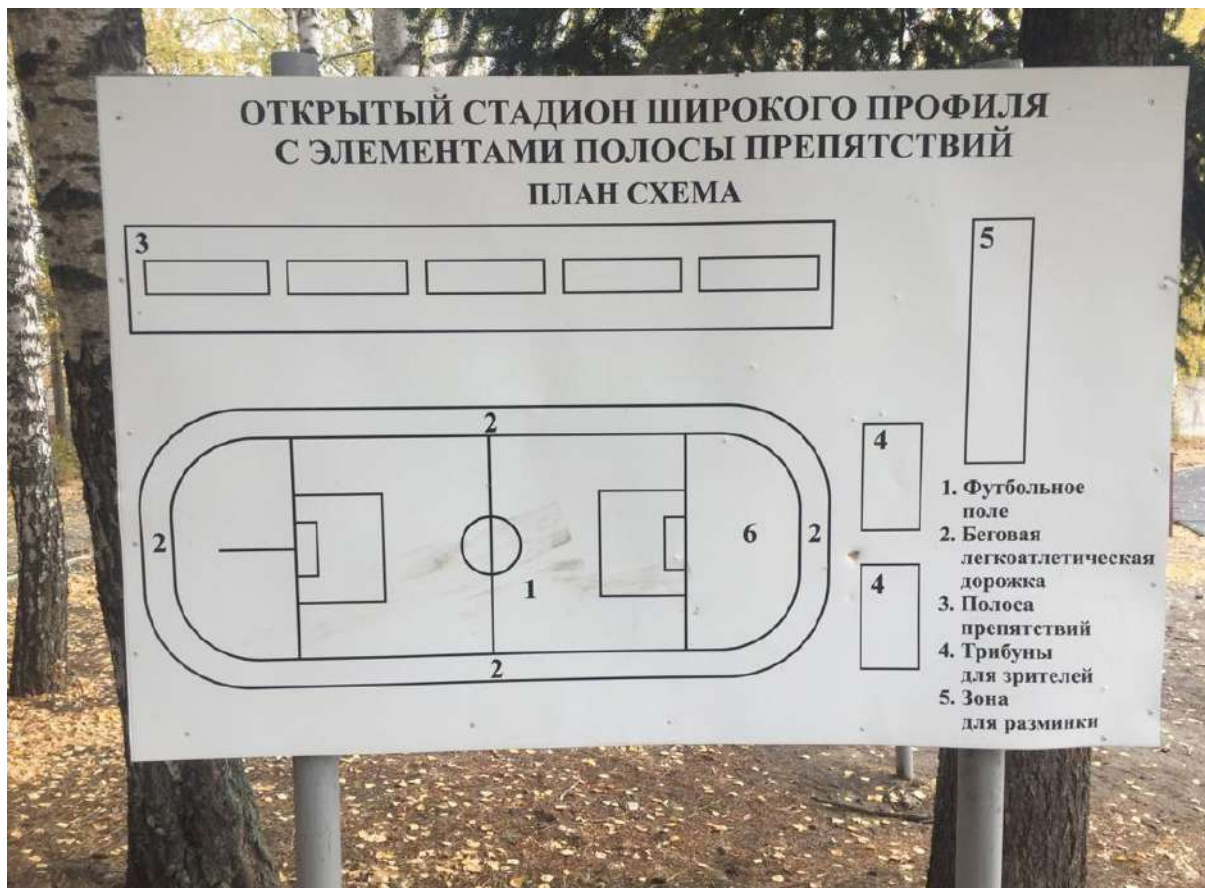 ОТКРЫТЫЙ СТАДИОН ШИРОКОГО ПРОФИЛЯ
С ЭЛЕМЕНТАМИ ПОЛОСЫ ПРЕПЯТСТВИЙ
ПЛАН СХЕМА
3
5
2
4
2
6
2
1
4
2
1. Футбольное
поле
2. Беговая
легкоатлетическая
дорожка
3. Полоса
препятствий
4. Трибуны
для зрителей
5. Зона
для разминки